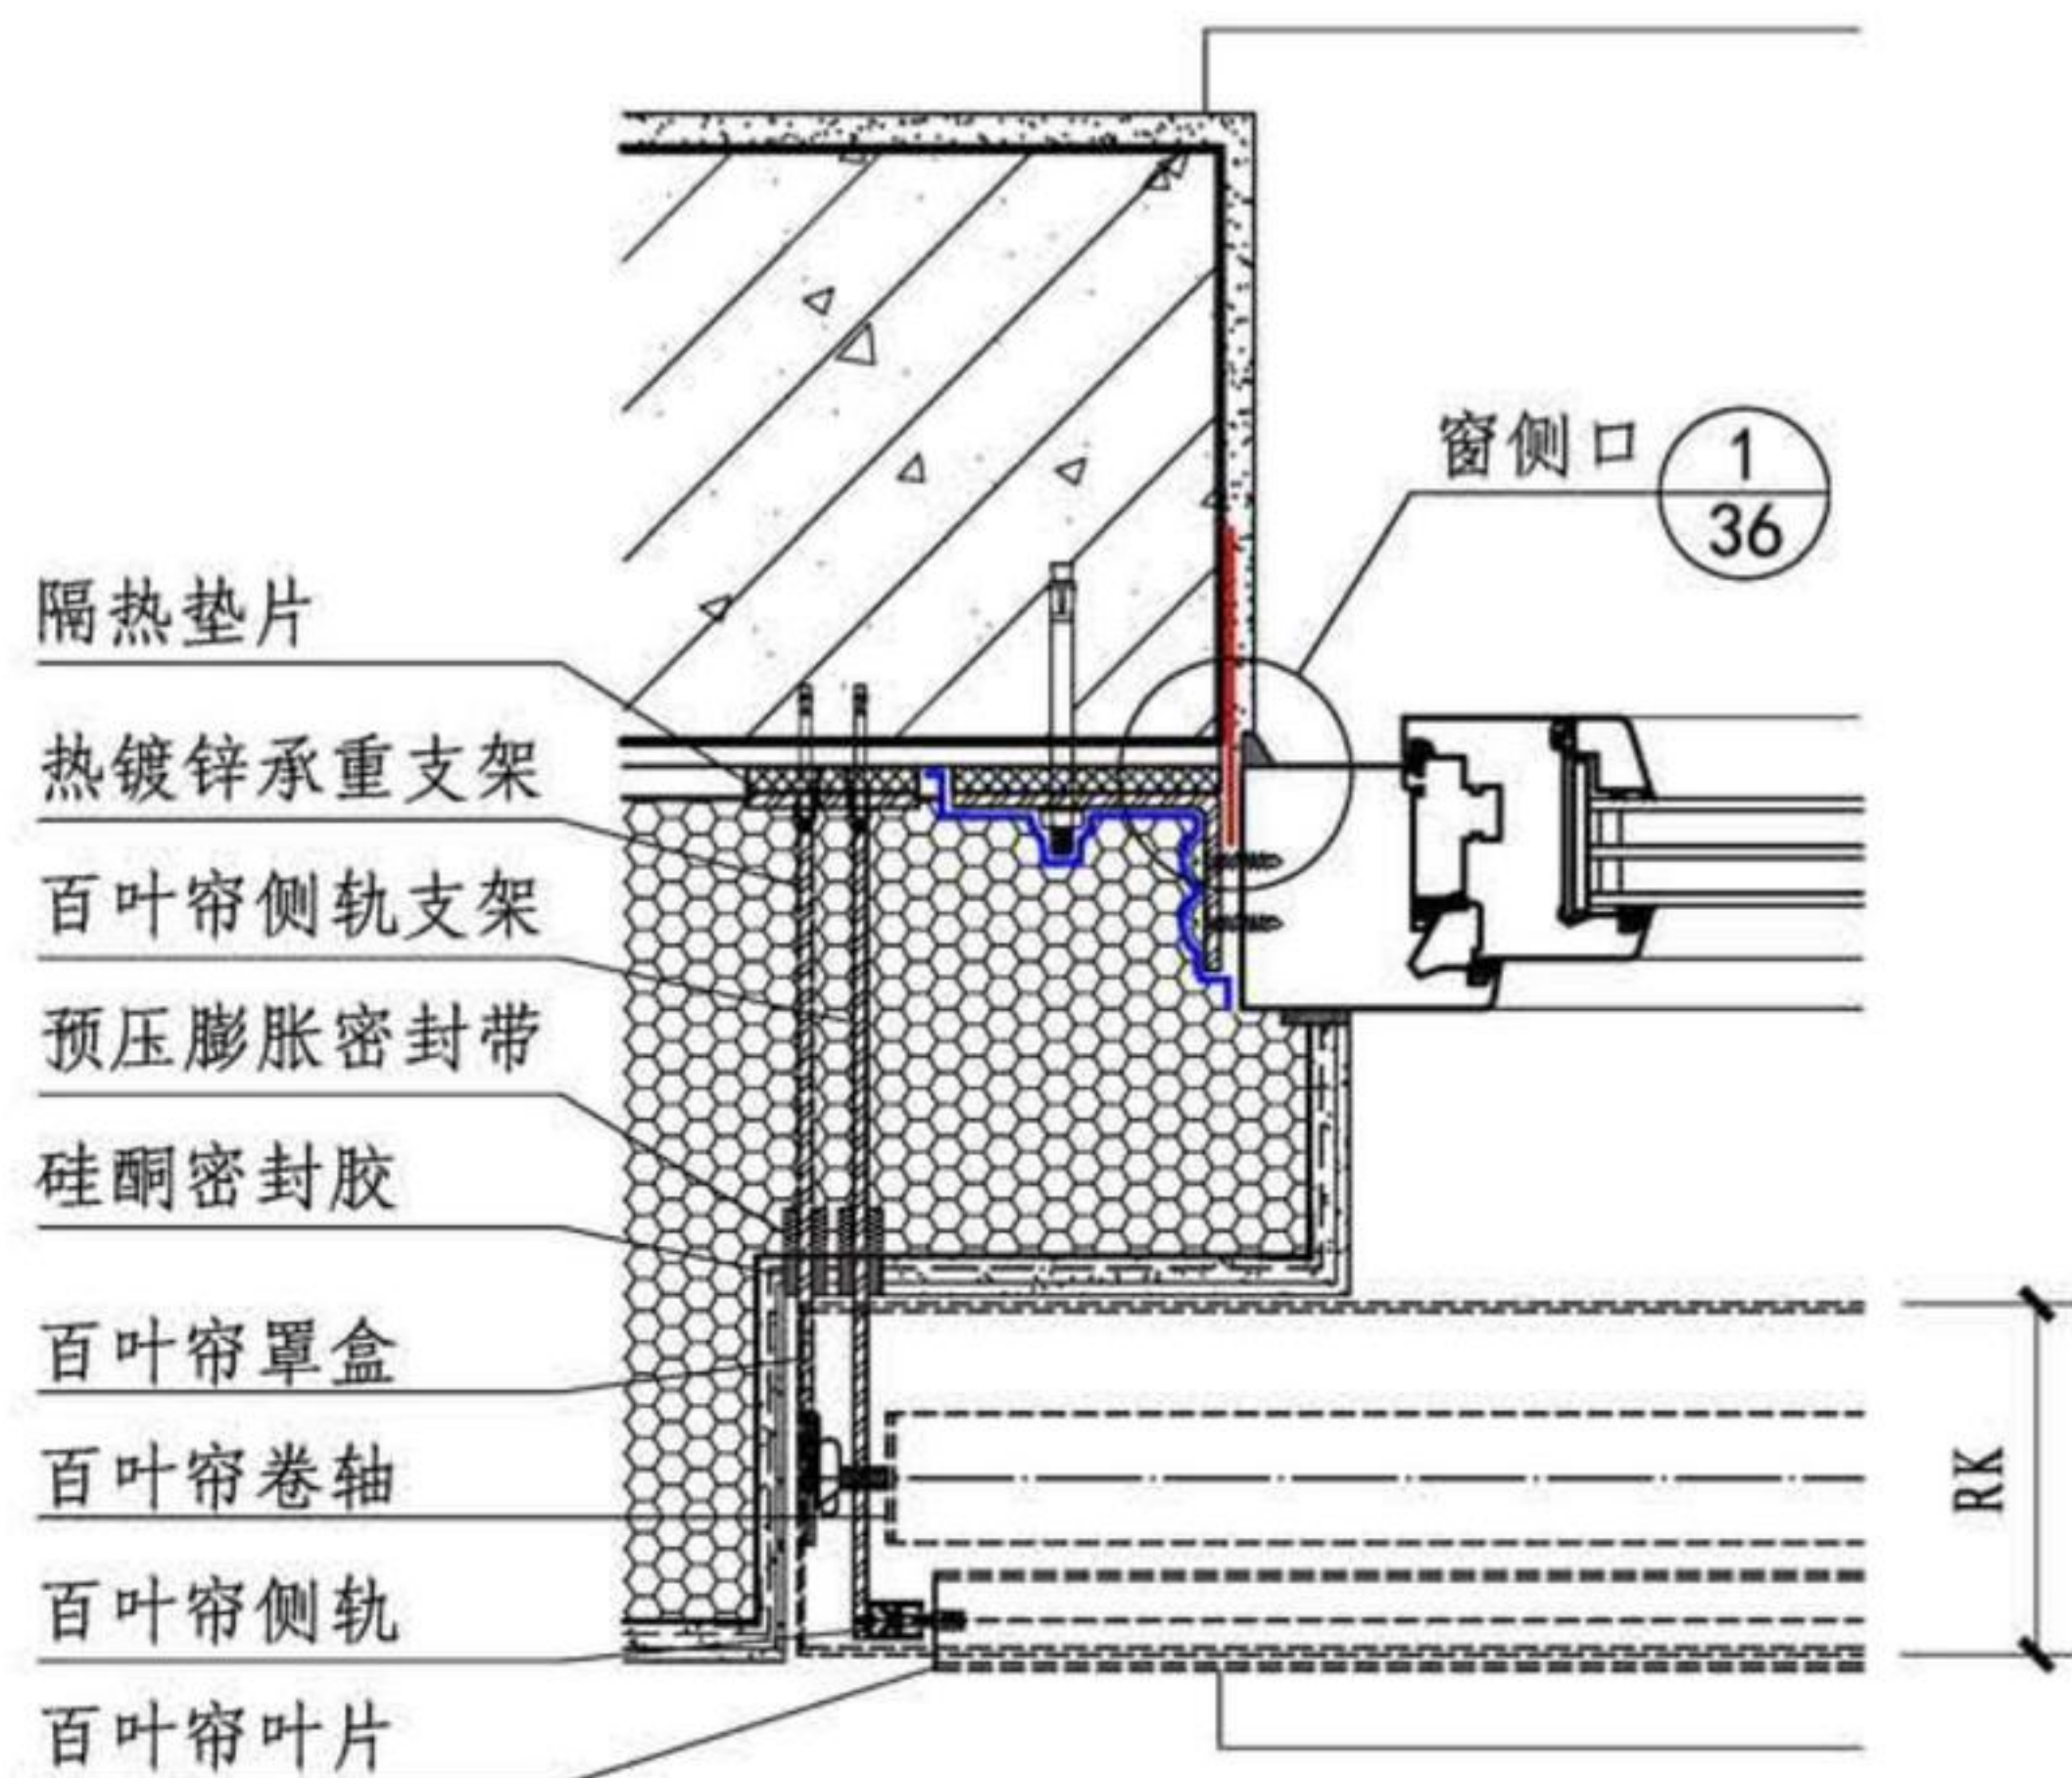 窗侧口
1
36
隔热垫片
热镀锌承重支架
百叶帘侧轨支架
预压膨胀密封带
硅酮密封胶
百叶帘罩盒
百叶帘卷轴
百叶帘侧轨
百叶帘叶片
RK